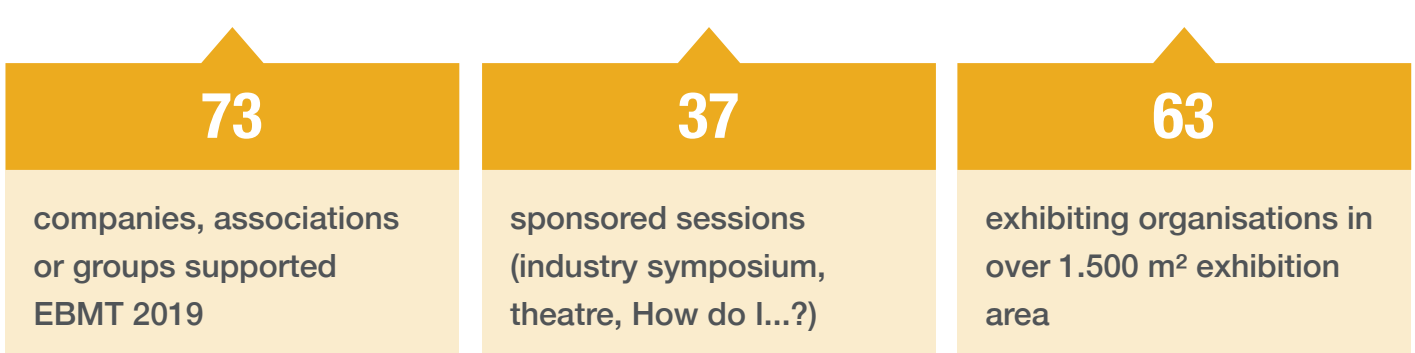 73
companies, associations
or groups supported
EBMT 2019
37
sponsored sessions
(industry symposium,
theatre, How do I...?)
63
exhibiting organisations in
over 1.500 m² exhibition
area